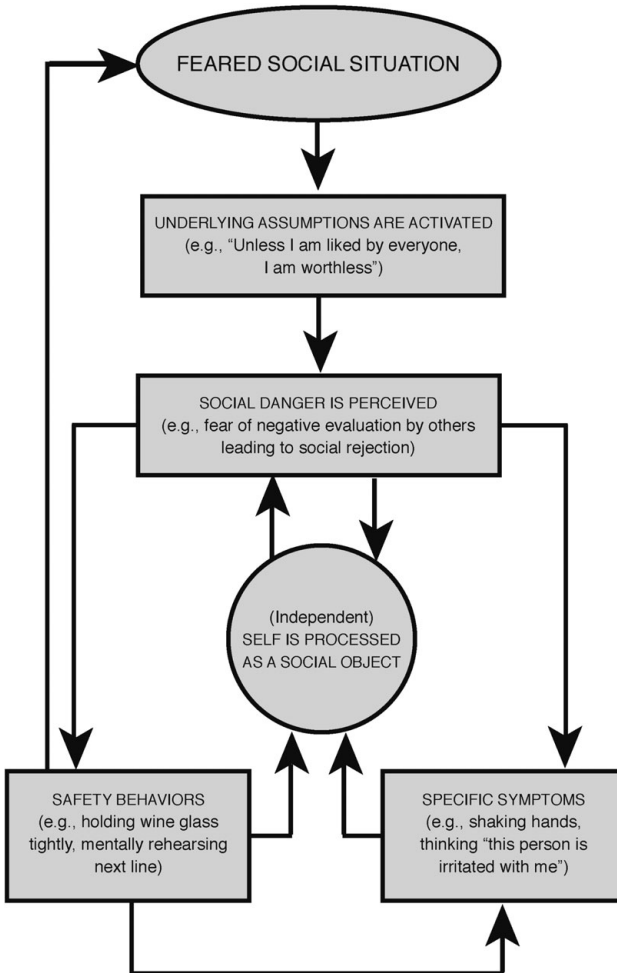 FEARED SOCIAL SITUATION
UNDERLYING ASSUMPTIONS ARE ACTIVATED
(e.g., “Unless I am liked by everyone,
I am worthless”)
SOCIAL DANGER IS PERCEIVED
(e.g., fear of negative evaluation by others
leading to social rejection)
(Independent)
SELF IS PROCESSED
AS A SOCIAL OBJECT
SAFETY BEHAVIORS
(e.g., holding wine glass
tightly, mentally rehearsing
next line)
SPECIFIC SYMPTOMS
(e.g., shaking hands,
thinking “this person is
irritated with me”)